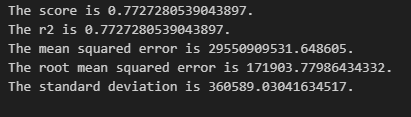 The score is 0.7727280539043897.
The r2 is 0.7727280539043897.
The mean squared error is 29550909531.648605.
The root mean squared error is 171903.77986434332.
The standard deviation is 360589.03041634517.